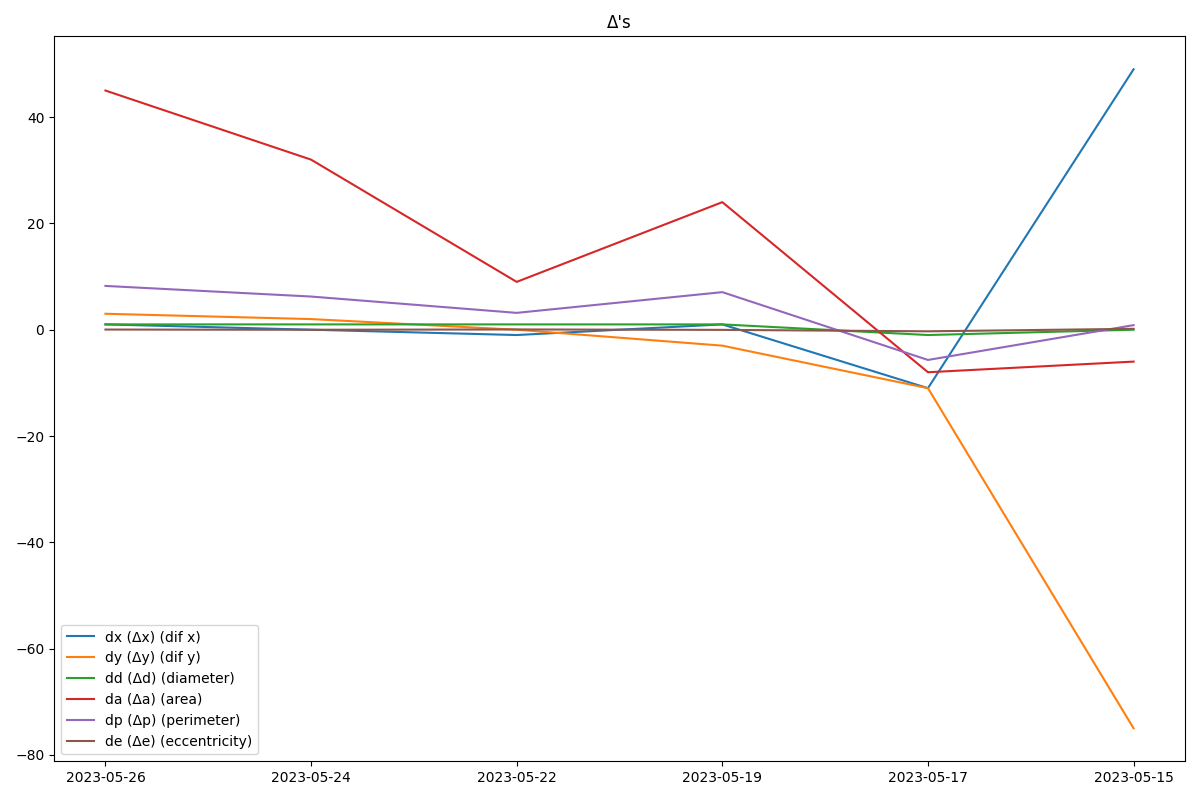 Δ's
40
20
0
−20
−40
−60
−80
dx (Δx) (dif x)
dy (Δy) (dif y)
dd (Δd) (diameter)
da (Δa) (area)
dp (Δp) (perimeter)
de (Δe) (eccentricity)
2023-05-26 2023-05-24 2023-05-22 2023-05-19 2023-05-17 2023-05-15